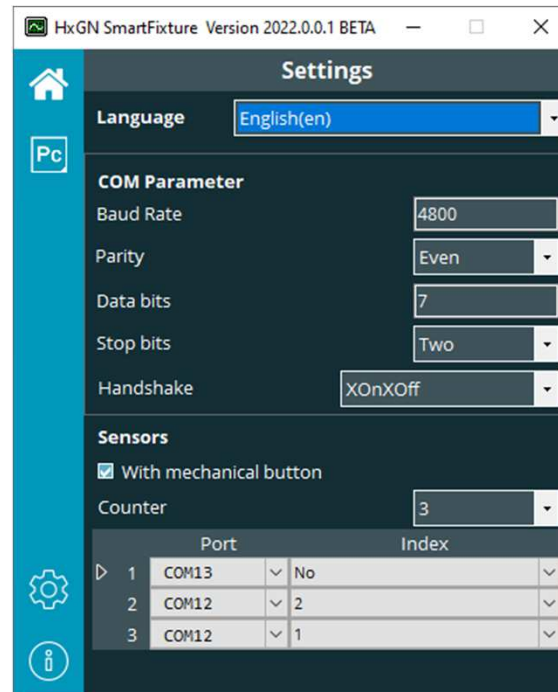 HxGN SmartFixture Version 2022.0.0.1 BETA
Settings
Language English(en)
Pc
COM Parameter
Baud Rate 4800
Parity Even
Data bits 7
Stop bits Two
Handshake XOnXOff
Sensors
With mechanical button
Counter 3
Port Index
1 COM13 No
2 COM12 2
3 COM12 1